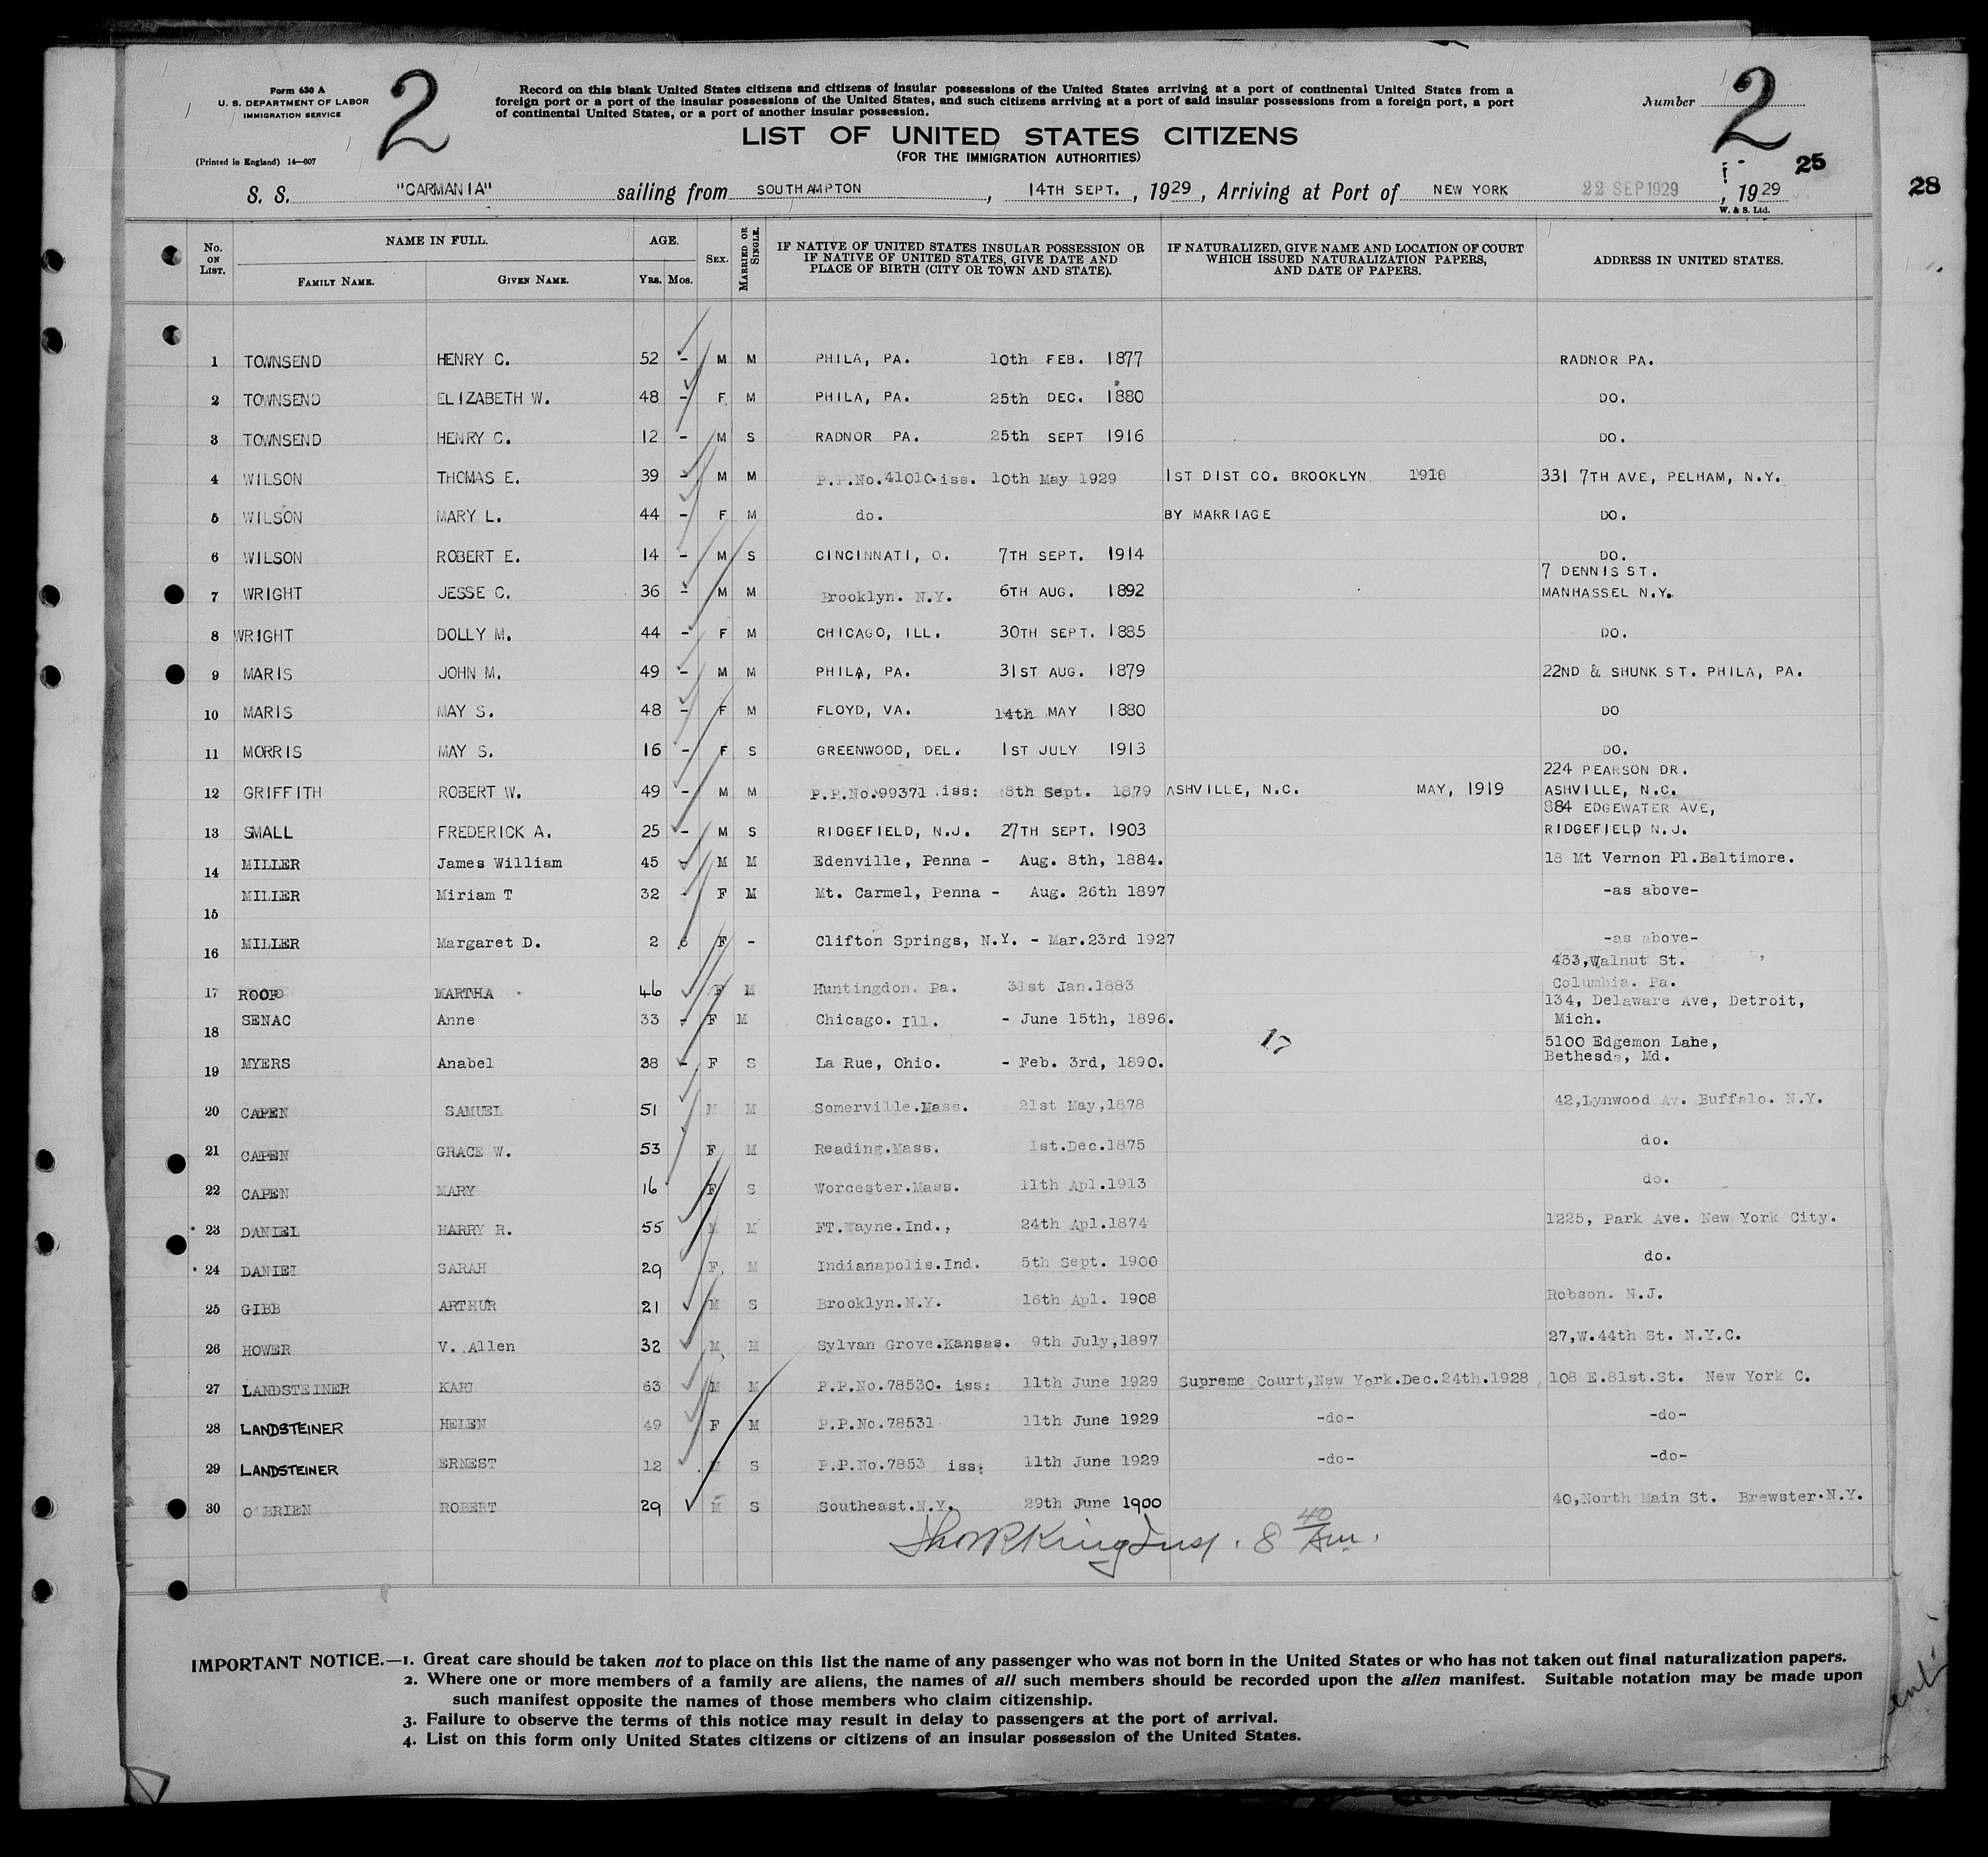 Form 630 A
U. S. DEPARTMENT OF LABOR
IMMIGRATION SERVICE
(Printed in England) 14—607
2
Record on this blank United States citizens and citizens of insular possessions of the United States arriving at a port of continental United States from a
foreign port or a port of the insular possessions of the United States, and such citizens arriving at a port of said insular possessions from a foreign port, a port
of continental United States, or a port of another insular possession.
Number 2
LIST OF UNITED STATES CITIZENS
(FOR THE IMMIGRATION AUTHORITIES)
25
28
S. S. "CARMANIA" sailing from SOUTHAMPTON, 14TH SEPT., 1929, Arriving at Port of NEW YORK 22 SEP 1929, 1929
W. & S. Ltd.
No. ON LIST. NAME IN FULL. FAMILY NAME. GIVEN NAME. AGE. YRS. MOS. SEX. MARRIED OR SINGLE. IF NATIVE OF UNITED STATES INSULAR POSSESSION OR IF NATIVE OF UNITED STATES, GIVE DATE AND PLACE OF BIRTH (CITY OR TOWN AND STATE). IF NATURALIZED, GIVE NAME AND LOCATION OF COURT WHICH ISSUED NATURALIZATION PAPERS, AND DATE OF PAPERS. ADDRESS IN UNITED STATES.
1 TOWNSEND HENRY C. 52 - M M PHILA, PA. 10th FEB. 1877 RADNOR PA.
2 TOWNSEND ELIZABETH W. 48 - F M PHILA, PA. 25th DEC. 1880 DO.
3 TOWNSEND HENRY C. 12 - M S RADNOR PA. 25th SEPT 1916 DO.
4 WILSON THOMAS E. 39 - M M P.P.No.41010.iss. 10th May 1929 1ST DIST CO. BROOKLYN 1918 331 7TH AVE, PELHAM, N.Y.
5 WILSON MARY L. 44 - F M do. BY MARRIAGE DO.
6 WILSON ROBERT E. 14 - M S CINCINNATI, O. 7TH SEPT. 1914 DO.
7 DENNIS ST.
7 WRIGHT JESSE C. 36 - M M Brooklyn. N.Y. 6TH AUG. 1892 MANHASSEL N.Y.
8 WRIGHT DOLLY M. 44 - F M CHICAGO, ILL. 30TH SEPT. 1885 DO.
9 MARIS JOHN M. 49 - M M PHILA, PA. 31ST AUG. 1879 22ND & SHUNK ST. PHILA, PA.
10 MARIS MAY S. 48 - F M FLOYD, VA. 14th MAY 1880 DO
11 MORRIS MAY S. 16 - F S GREENWOOD, DEL. 1ST JULY 1913 DO.
224 PEARSON DR.
12 GRIFFITH ROBERT W. 49 - M M P.P.No.99371 iss: 8th Sept. 1879 ASHVILLE, N.C. MAY, 1919 ASHVILLE, N.C.
884 EDGEWATER AVE,
13 SMALL FREDERICK A. 25 - M S RIDGEFIELD, N.J. 27TH SEPT. 1903 RIDGEFIELD N.J.
14 MILLER James William 45 - M M Edenville, Penna - Aug. 8th, 1884. 18 Mt Vernon Pl.Baltimore.
15 MILLER Miriam T 32 - F M Mt. Carmel, Penna - Aug. 26th 1897 -as above-
16 MILLER Margaret D. 2 6 F - Clifton Springs, N.Y. - Mar.23rd 1927 -as above-
433,Walnut St.
17 ROOP MARTHA 46 F M Huntingdon. Pa. 31st Jan.1883 Columbia. Pa.
134, Delaware Ave, Detroit,
18 SENAC Anne 33 - F M Chicago. Ill. - June 15th, 1896. Mich.
17
5100 Edgemon Lane,
19 MYERS Anabel 38 - F S La Rue, Ohio. - Feb. 3rd, 1890. Bethesda, Md.
20 CAPEN SAMUEL 51 M M Somerville.Mass. 21st May,1878 42,Lynwood Av. Buffalo. N.Y.
21 CAPEN GRACE W. 53 F M Reading.Mass. 1st.Dec.1875 do.
22 CAPEN MARY 16 F S Worcester.Mass. 11th Apl.1913 do.
23 DANIEL HARRY R. 55 M M FT.Wayne.Ind., 24th Apl.1874 1225, Park Ave. New York City.
24 DANIEL SARAH 29 F. M Indianapolis.Ind. 5th Sept. 1900 do.
25 GIBB ARTHUR 21 M S Brooklyn.N.Y. 16th Apl. 1908 Robson. N.J.
26 HOWER V. Allen 32 M M Sylvan Grove.Kansas. 9th July,1897 27,W.44th St. N.Y.C.
27 LANDSTEINER KARL 63 M M P.P.No.78530. iss: 11th June 1929 Supreme Court,New York.Dec.24th.1928 108 E.81st.St. New York C.
28 LANDSTEINER HELEN 49 F M P.P.No.78531 11th June 1929 -do- -do-
29 LANDSTEINER ERNEST 12 M S P.P.No.7853 iss: 11th June 1929 -do- -do-
30 O'BRIEN ROBERT 29 M S Southeast.N.Y. 29th June 1900 40,North Main St. Brewster.N.Y.
8 40 Am.
IMPORTANT NOTICE.—1. Great care should be taken not to place on this list the name of any passenger who was not born in the United States or who has not taken out final naturalization papers.
2. Where one or more members of a family are aliens, the names of all such members should be recorded upon the alien manifest. Suitable notation may be made upon
such manifest opposite the names of those members who claim citizenship.
3. Failure to observe the terms of this notice may result in delay to passengers at the port of arrival.
4. List on this form only United States citizens or citizens of an insular possession of the United States.